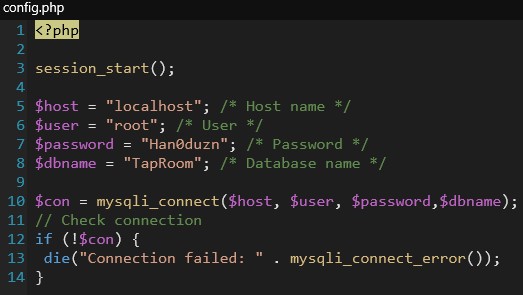 config.php
1 <?php
2
3 session_start();
4
5 $host = "localhost"; /* Host name */
6 $user = "root"; /* User */
7 $password = "Han0duzn"; /* Password */
8 $dbname = "TapRoom"; /* Database name */
9
10 $con = mysqli_connect($host, $user, $password,$dbname);
11 // Check connection
12 if (!$con) {
13 die("Connection failed: " . mysqli_connect_error());
14 }